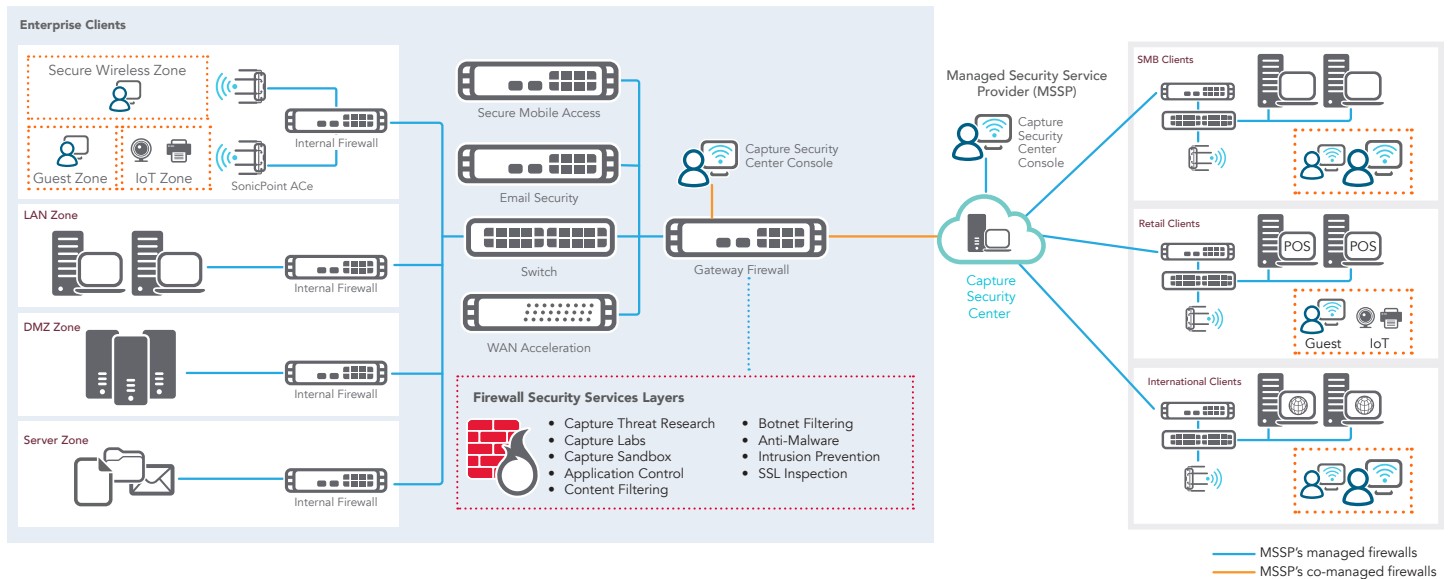 Enterprise Clients
Secure Wireless Zone
Guest Zone
IoT Zone
SonicPoint ACe
Internal Firewall
LAN Zone
Internal Firewall
DMZ Zone
Internal Firewall
Server Zone
Internal Firewall
Secure Mobile Access
Email Security
Switch
WAN Acceleration
Capture Security
Center Console
Gateway Firewall
Firewall Security Services Layers
• Capture Threat Research
• Capture Labs
• Capture Sandbox
• Application Control
• Content Filtering
• Botnet Filtering
• Anti-Malware
• Intrusion Prevention
• SSL Inspection
Managed Security Service
Provider (MSSP)
Capture
Security
Center
Console
Capture
Security
Center
SMB Clients
Retail Clients
POS
POS
Guest
IoT
International Clients
MSSP's managed firewalls
MSSP's co-managed firewalls